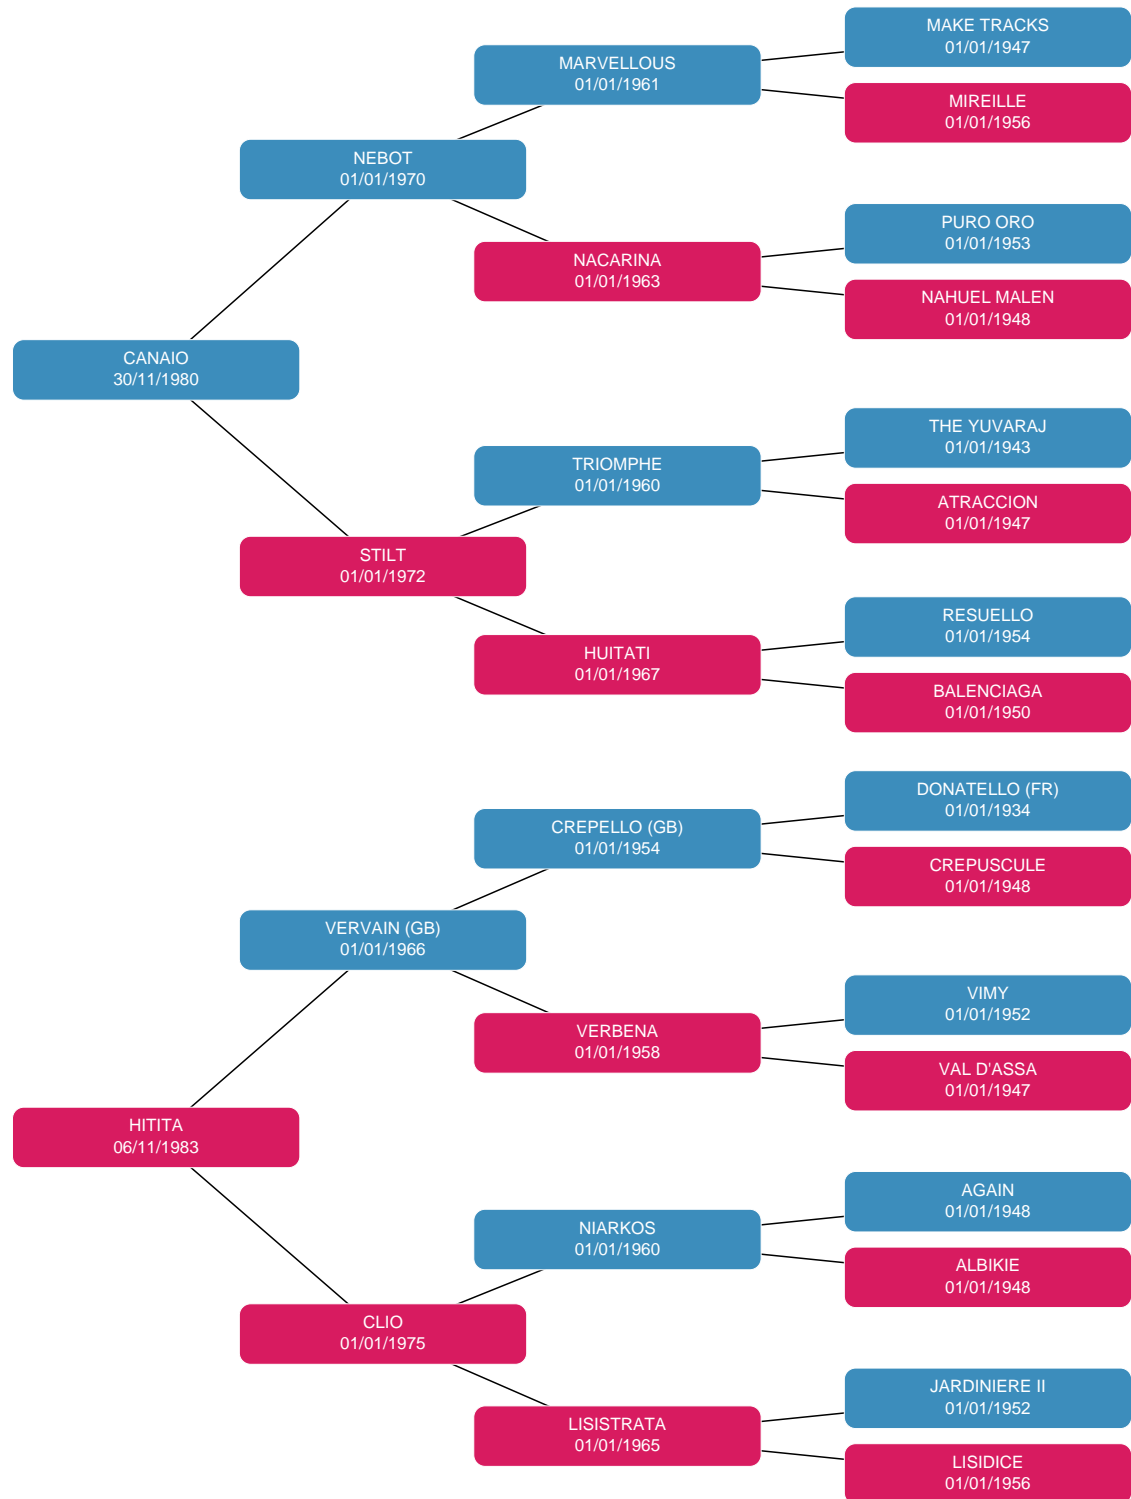 MAKE TRACKS
01/01/1947
MARVELLOUS
01/01/1961
MIREILLE
01/01/1956
NEBOT
01/01/1970
PURO ORO
01/01/1953
NACARINA
01/01/1963
NAHUEL MALEN
01/01/1948
CANAIO
30/11/1980
THE YUVARAJ
01/01/1943
TRIOMPHE
01/01/1960
ATRACCION
01/01/1947
STILT
01/01/1972
RESUELLO
01/01/1954
HUITATI
01/01/1967
BALENCIAGA
01/01/1950
DONATELLO (FR)
01/01/1934
CREPELLO (GB)
01/01/1954
CREPUSCULE
01/01/1948
VERVAIN (GB)
01/01/1966
VIMY
01/01/1952
VERBENA
01/01/1958
VAL D'ASSA
01/01/1947
HITITA
06/11/1983
AGAIN
01/01/1948
NIARKOS
01/01/1960
ALBIKIE
01/01/1948
CLIO
01/01/1975
JARDINIERE II
01/01/1952
LISISTRATA
01/01/1965
LISIDICE
01/01/1956